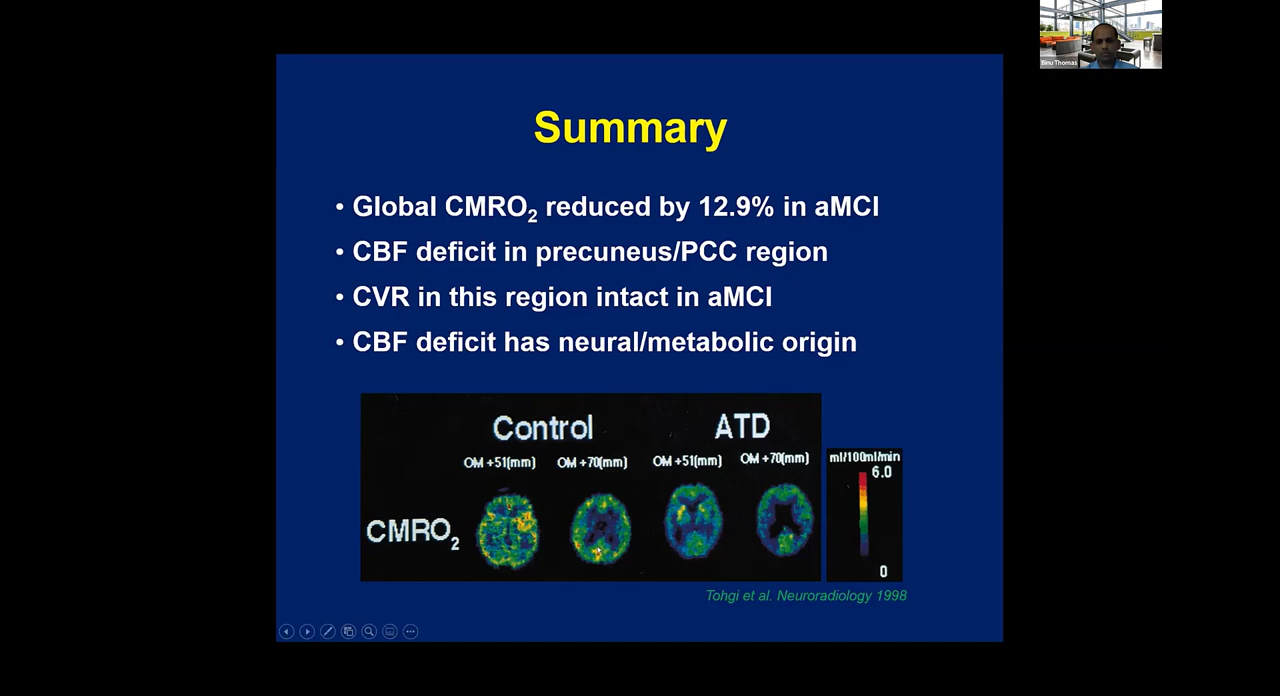 Binu Thomas
Summary
• Global CMRO₂ reduced by 12.9% in aMCI
• CBF deficit in precuneus/PCC region
• CVR in this region intact in aMCI
• CBF deficit has neural/metabolic origin
Control ATD
OM +51(mm) OM +70(mm) OM +51(mm) OM +70(mm) ml/100ml/min
6.0
CMRO₂
0
Tohgi et al. Neuroradiology 1998